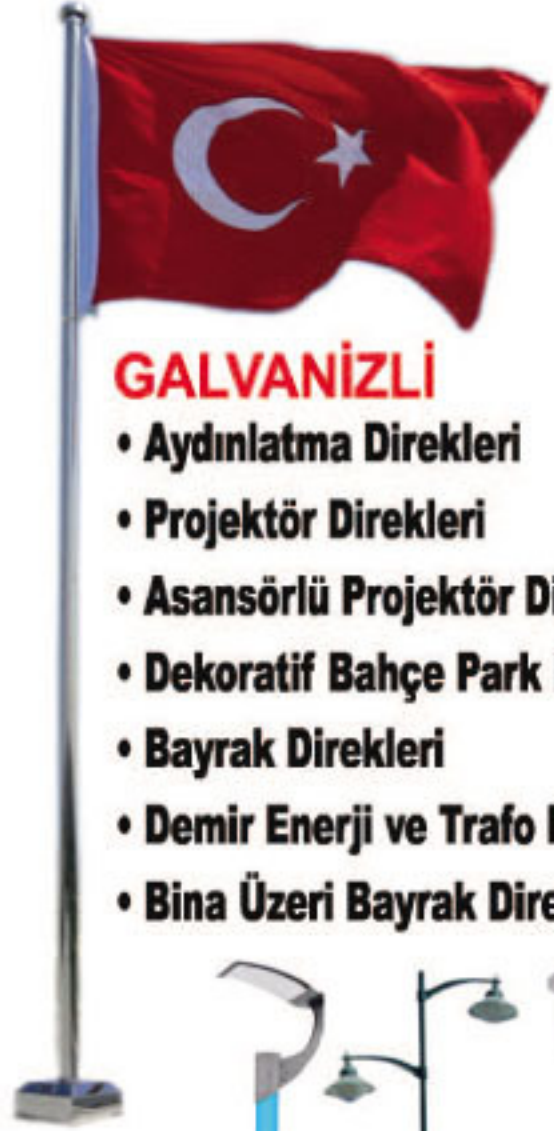 GALVANİZLİ
• Aydınlatma Direkleri
• Projektör Direkleri
• Asansörlü Projektör
• Dekoratif Bahçe Park
• Bayrak Direkleri
• Demir Enerji ve Trafo
• Bina Üzeri Bayrak